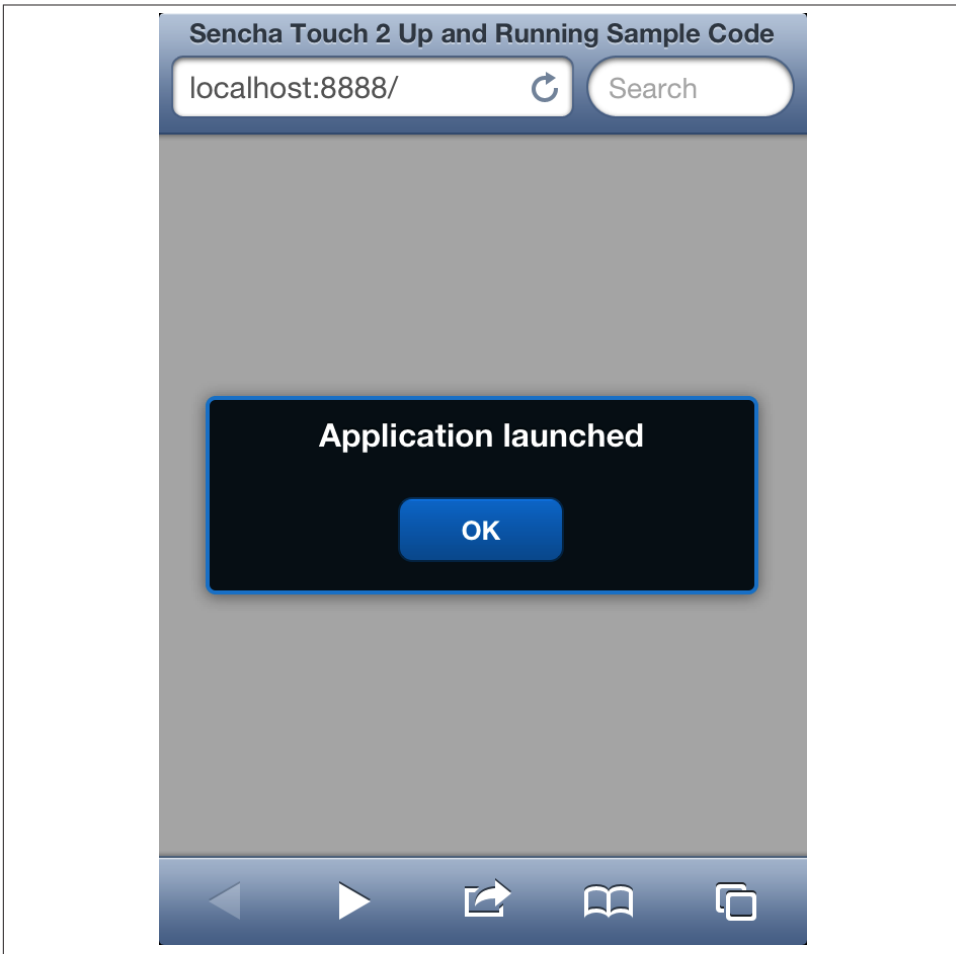 Sencha Touch 2 Up and Running Sample Code
localhost:8888/
Search
Application launched
OK